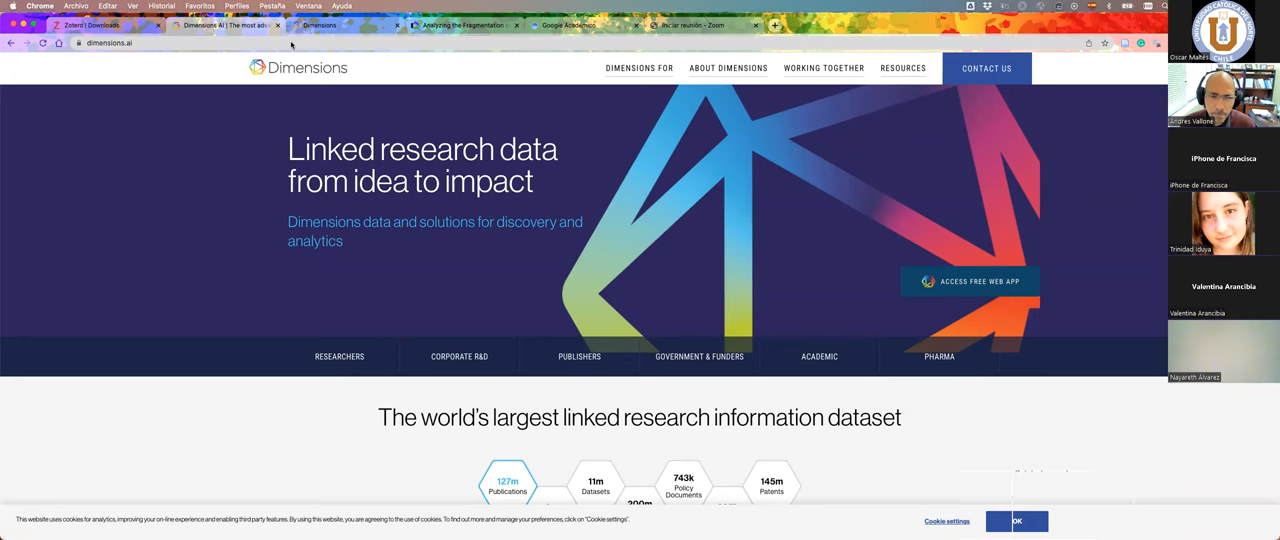 Chrome Archivo Editar Ver Historial Favoritos Perfiles Pestaña Ventana Ayuda
Zotero | Downloads
Dimensions AI | The most adv
Dimensions
Analyzing the Fragmentation
Google Académico
Iniciar reunión - Zoom
dimensions.ai
Dimensions
DIMENSIONS FOR
ABOUT DIMENSIONS
WORKING TOGETHER
RESOURCES
CONTACT US
Linked research data
from idea to impact
Dimensions data and solutions for discovery and
analytics
ACCESS FREE WEB APP
RESEARCHERS
CORPORATE R&D
PUBLISHERS
GOVERNMENT & FUNDERS
ACADEMIC
PHARMA
The world's largest linked research information dataset
127m
Publications
11m
Datasets
743k
Policy
Documents
145m
Patents
This website uses cookies for analytics, improving your on-line experience and enabling third party features. By using this website, you are agreeing to the use of cookies. To find out more and manage your preferences, click on "Cookie settings".
Cookie settings
OK
UNIVERSIDAD CATÓLICA DEL NORTE
CHILE
Andres Vallone
iPhone de Francisca
iPhone de Francisca
Trinidad Iduya
Valentina Arancibia
Valentina Arancibia
Nayareth Álvarez